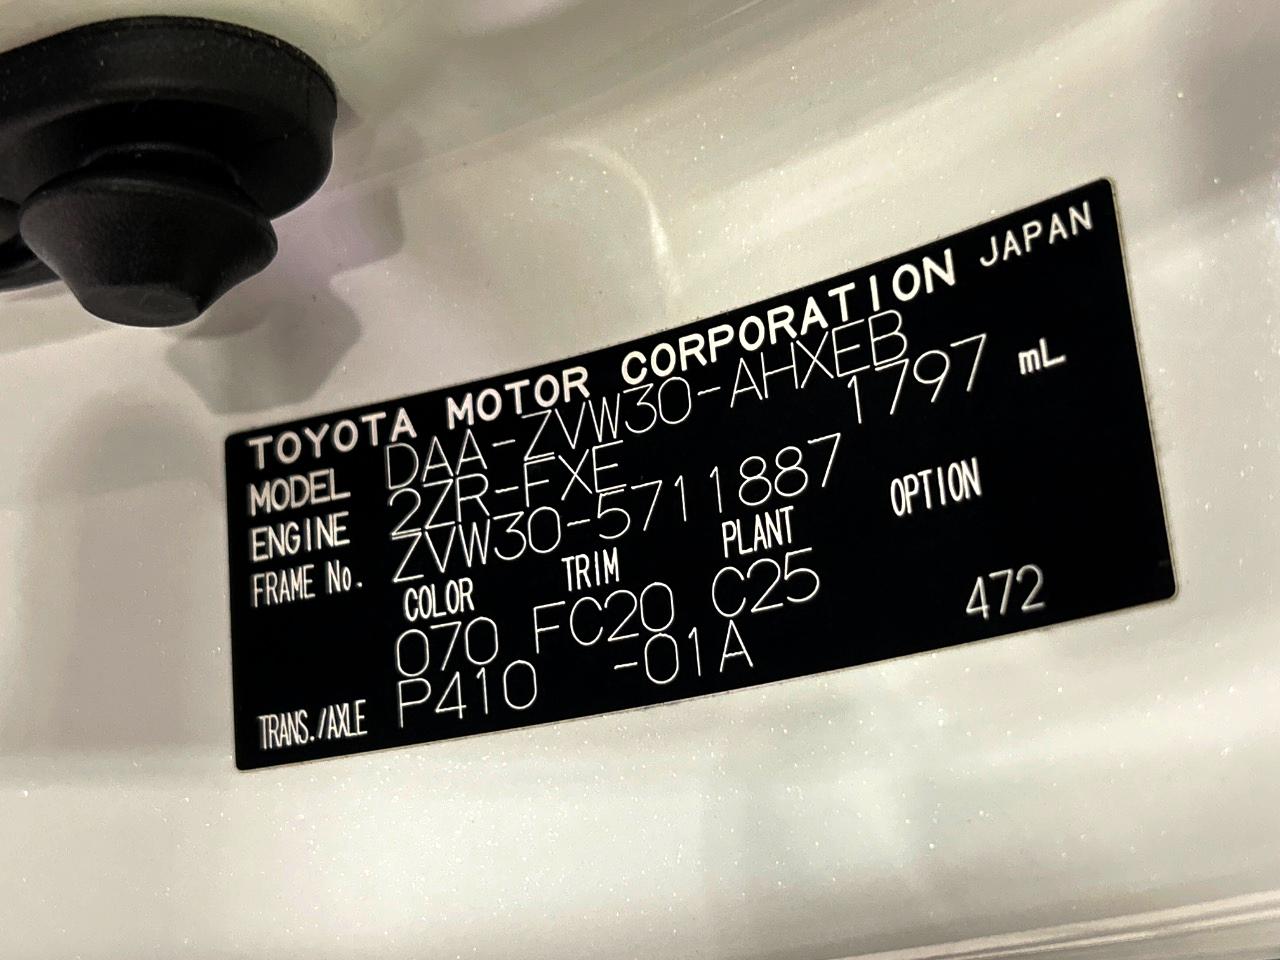 TOYOTA MOTOR CORPORATION JAPAN
MODEL DAA-ZVW30-AHXEB
ENGINE 2ZR-FXE 1797 mL
FRAME No. ZVW30-5711887
COLOR TRIM PLANT OPTION
070 FC20 C25 472
TRANS./AXLE P410 -01A